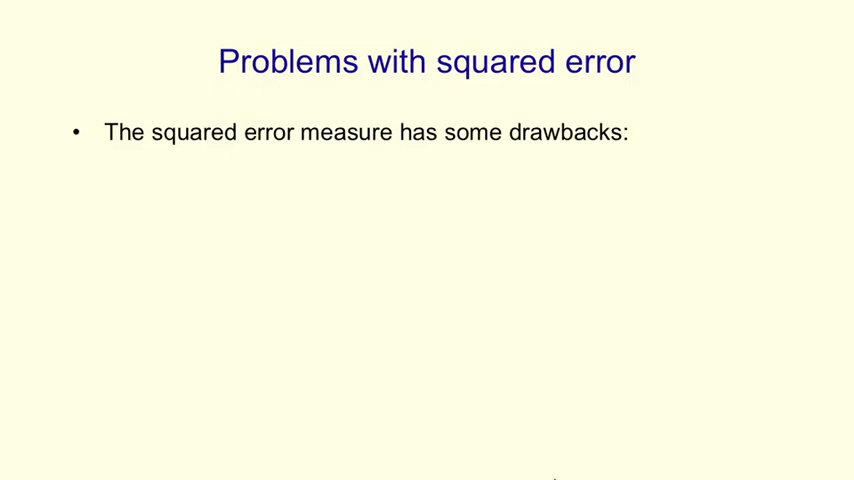 Problems with squared error
• The squared error measure has some drawbacks: